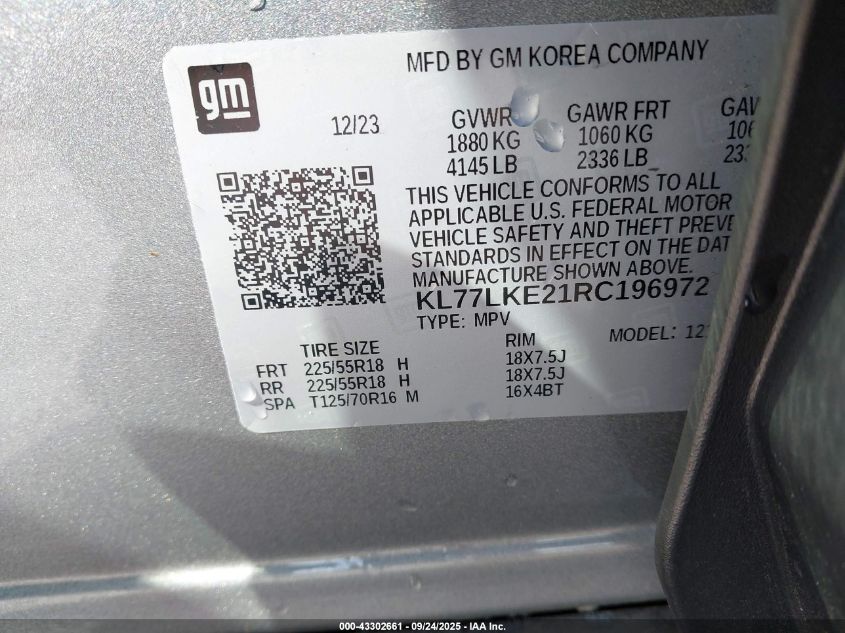 gm
MFD BY GM KOREA COMPANY
12/23
GVWR GAWR FRT
1880 KG 1060 KG
4145 LB 2336 LB
THIS VEHICLE CONFORMS TO ALL
APPLICABLE U.S. FEDERAL MOTOR
VEHICLE SAFETY AND THEFT PREVE
STANDARDS IN EFFECT ON THE DAT
MANUFACTURE SHOWN ABOVE.
KL77LKE21RC196972
TYPE: MPV
MODEL: 12
TIRE SIZE RIM
FRT 225/55R18 H 18X7.5J
RR 225/55R18 H 18X7.5J
SPA T125/70R16 M 16X4BT
000-43302661 - 09/24/2025 - IAA Inc.